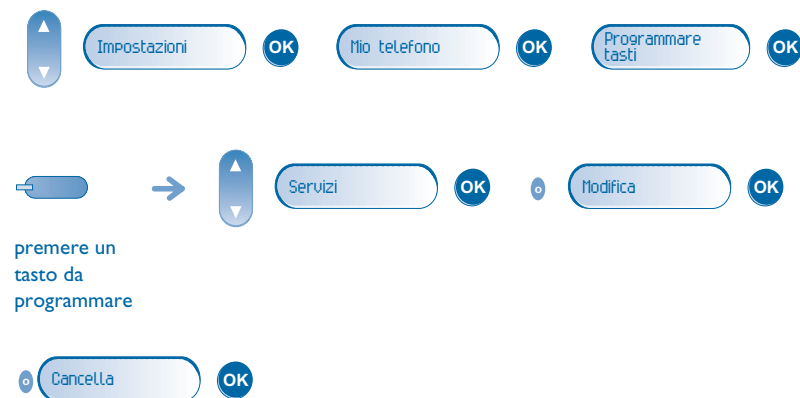 Impostazioni OK Mio telefono OK Programmare tasti OK
Servizi OK o Modifica OK
premere un
tasto da
programmare
o Cancella OK